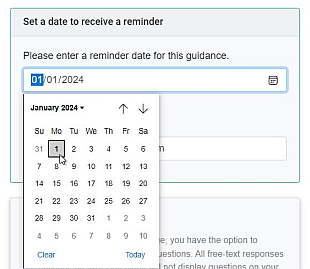 Set a date to receive a reminder
Please enter a reminder date for this guidance.
01/01/2024
January 2024
Su Mo Tu We Th Fr Sa
31 1 2 3 4 5 6
m
7 8 9 10 11 12 13
14 15 16 17 18 19 20
21 22 23 24 25 26 27
28 29 30 31 1 2 3
4 5 6 7 8 9 10
e, you have the option to
Clear Today
estions. All free-text responses
not display questions on your